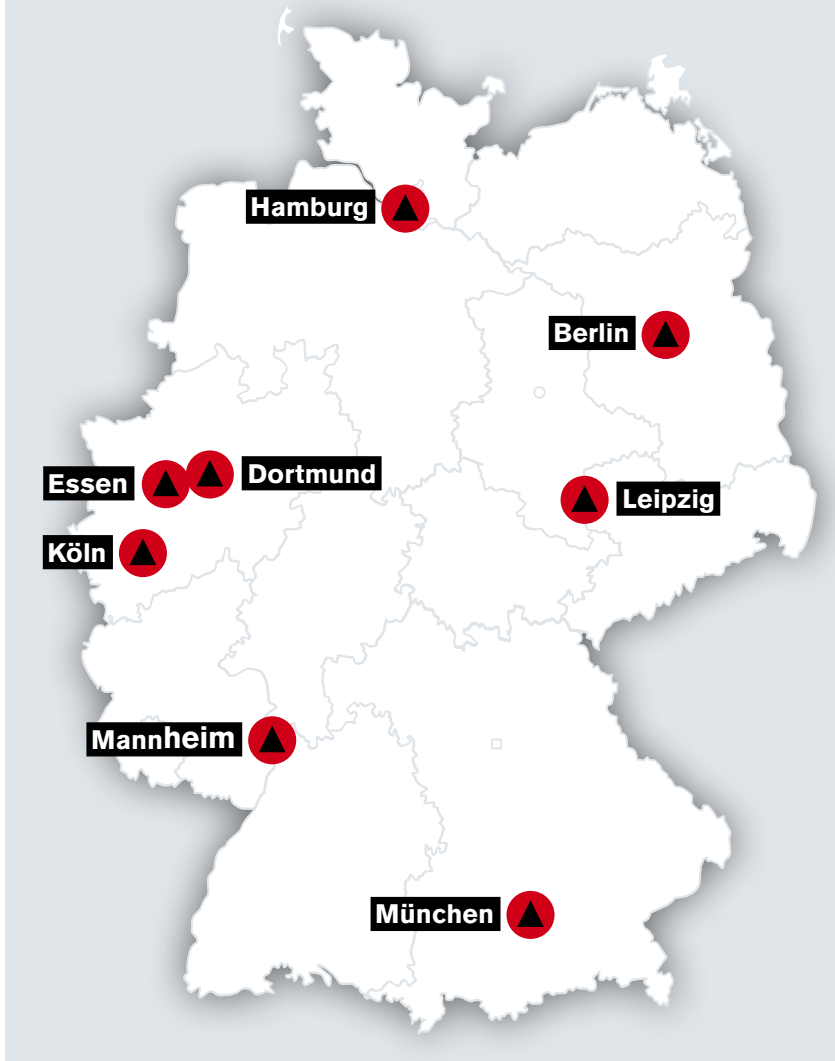 Hamburg
Berlin
Dortmund
Essen
Leipzig
Köln
Mannheim
München